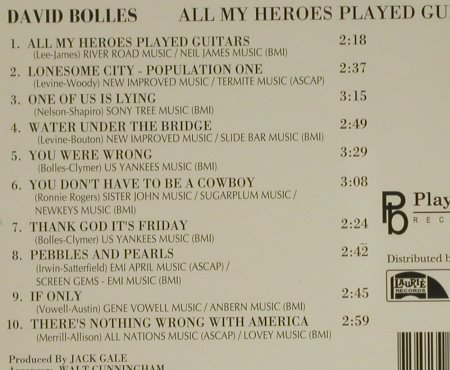 DAVID BOLLES ALL MY HEROES PLAYED GUI
1. ALL MY HEROES PLAYED GUITARS 2:18
(Lee-James) RIVER ROAD MUSIC / NEIL JAMES MUSIC (BMI)
2. LONESOME CITY - POPULATION ONE 2:37
(Levine-Woody) NEW IMPROVED MUSIC / TERMITE MUSIC (ASCAP)
3. ONE OF US IS LYING 3:15
(Nelson-Shapiro) SONY TREE MUSIC (BMI)
4. WATER UNDER THE BRIDGE 2:49
(Levine-Bouton) NEW IMPROVED MUSIC / SLIDE BAR MUSIC (BMI)
5. YOU WERE WRONG 3:29
(Bolles-Clymer) US YANKEES MUSIC (BMI)
6. YOU DON'T HAVE TO BE A COWBOY 3:08
(Ronnie Rogers) SISTER JOHN MUSIC / SUGARPLUM MUSIC /
NEWKEYS MUSIC (BMI)
7. THANK GOD IT'S FRIDAY 2:24
(Bolles-Clymer) US YANKEES MUSIC (BMI)
8. PEBBLES AND PEARLS 2:42
(Irwin-Satterfield) EMI APRIL MUSIC (ASCAP) /
SCREEN GEMS - EMI MUSIC (BMI)
9. IF ONLY 2:45
(Vowell-Austin) GENE VOWELL MUSIC / ANBERN MUSIC (BMI)
10. THERE'S NOTHING WRONG WITH AMERICA 2:59
(Merrill-Allison) ALL NATIONS MUSIC (ASCAP) / LOVEY MUSIC (BMI)
Produced By JACK GALE
WALT CUNNINGHAM
Play
REC
Distributed b
LAURIE
RECORDS